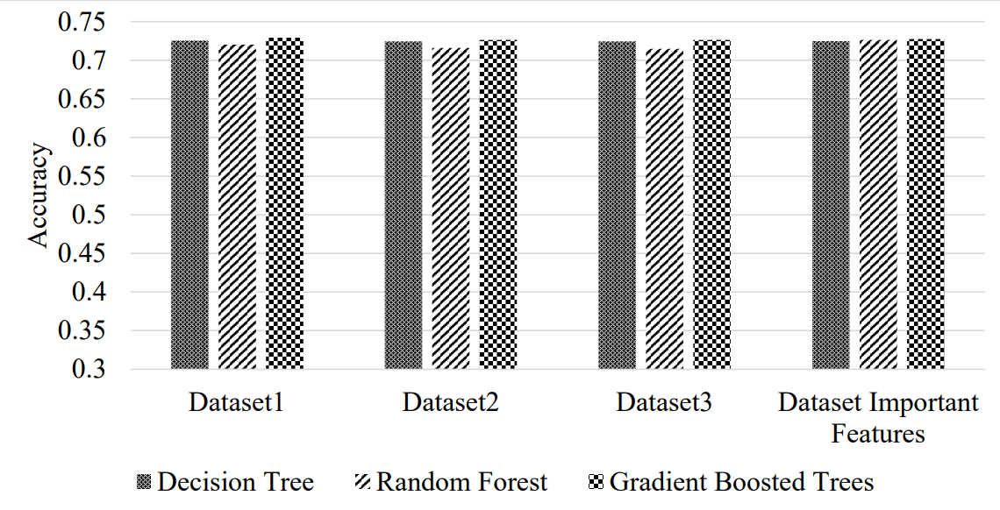 0.75
0.7
0.65
0.6
0.55
0.5
0.45
0.4
0.35
0.3
Accuracy
Dataset1 Dataset2 Dataset3 Dataset Important
Features
Decision Tree Random Forest Gradient Boosted Trees